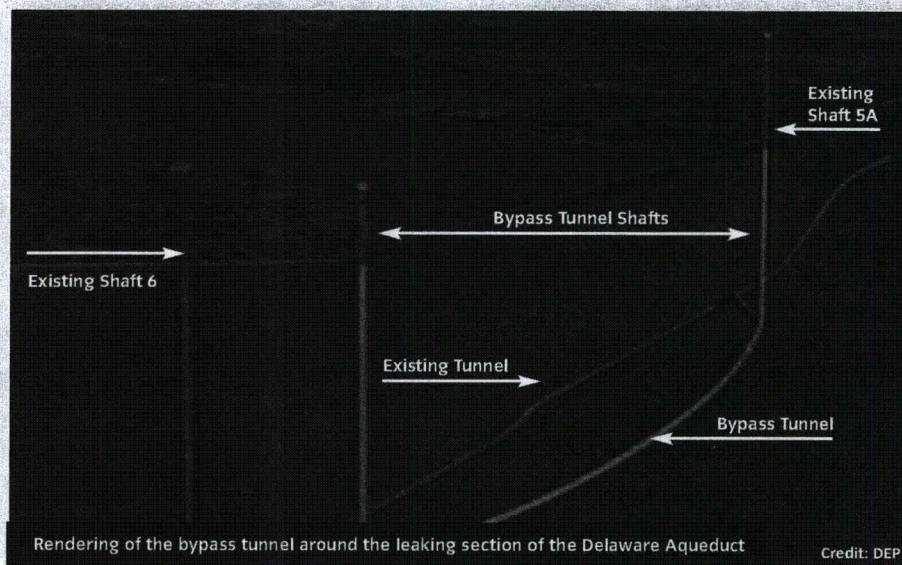 Existing
Shaft 5A
Bypass Tunnel Shafts
Existing Shaft 6
Existing Tunnel
Bypass Tunnel
Rendering of the bypass tunnel around the leaking section of the Delaware Aqueduct
Credit: DEP